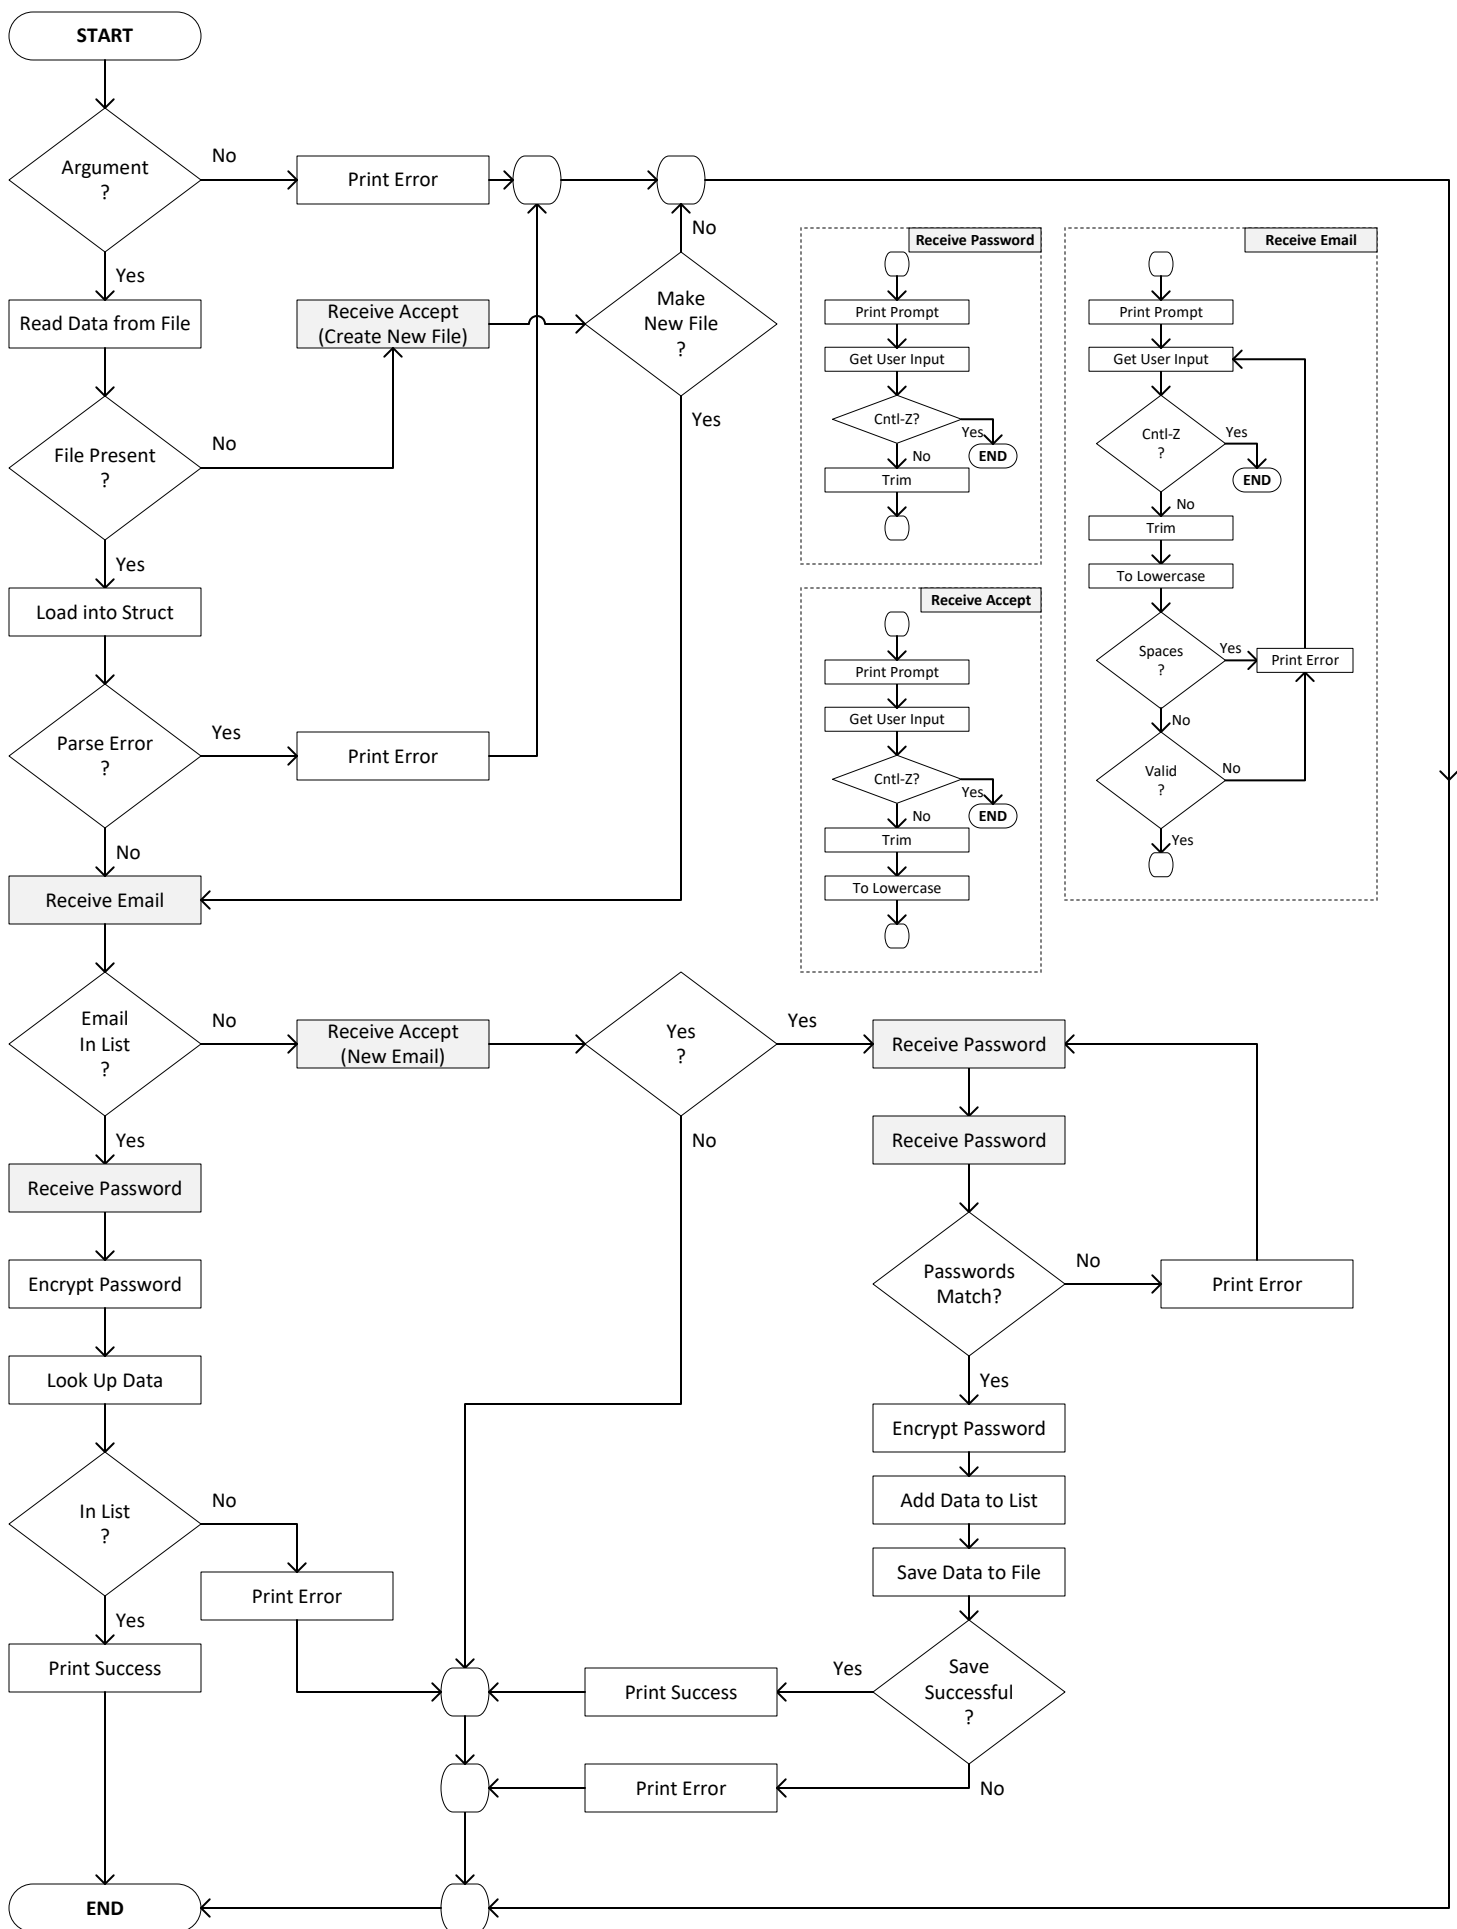 START
Argument
?
No
Print Error
Yes
Read Data from File
Receive Accept
(Create New File)
Make
New File
?
No
Yes
File Present
?
No
Yes
Load into Struct
Parse Error
?
Yes
Print Error
No
Receive Email
Receive Password
Print Prompt
Get User Input
Cntl-Z?
Yes
END
No
Trim
Receive Accept
Print Prompt
Get User Input
Cntl-Z?
Yes
END
No
Trim
To Lowercase
Receive Email
Print Prompt
Get User Input
Cntl-Z
?
Yes
END
No
Trim
To Lowercase
Spaces
?
Yes
Print Error
No
Valid
?
No
Yes
Email
In List
?
No
Receive Accept
(New Email)
Yes
?
Yes
Receive Password
No
Receive Password
Passwords
Match?
No
Print Error
Yes
Encrypt Password
Add Data to List
Save Data to File
Save
Successful
?
Yes
Print Success
No
Print Error
Yes
Receive Password
Encrypt Password
Look Up Data
In List
?
No
Print Error
Yes
Print Success
END